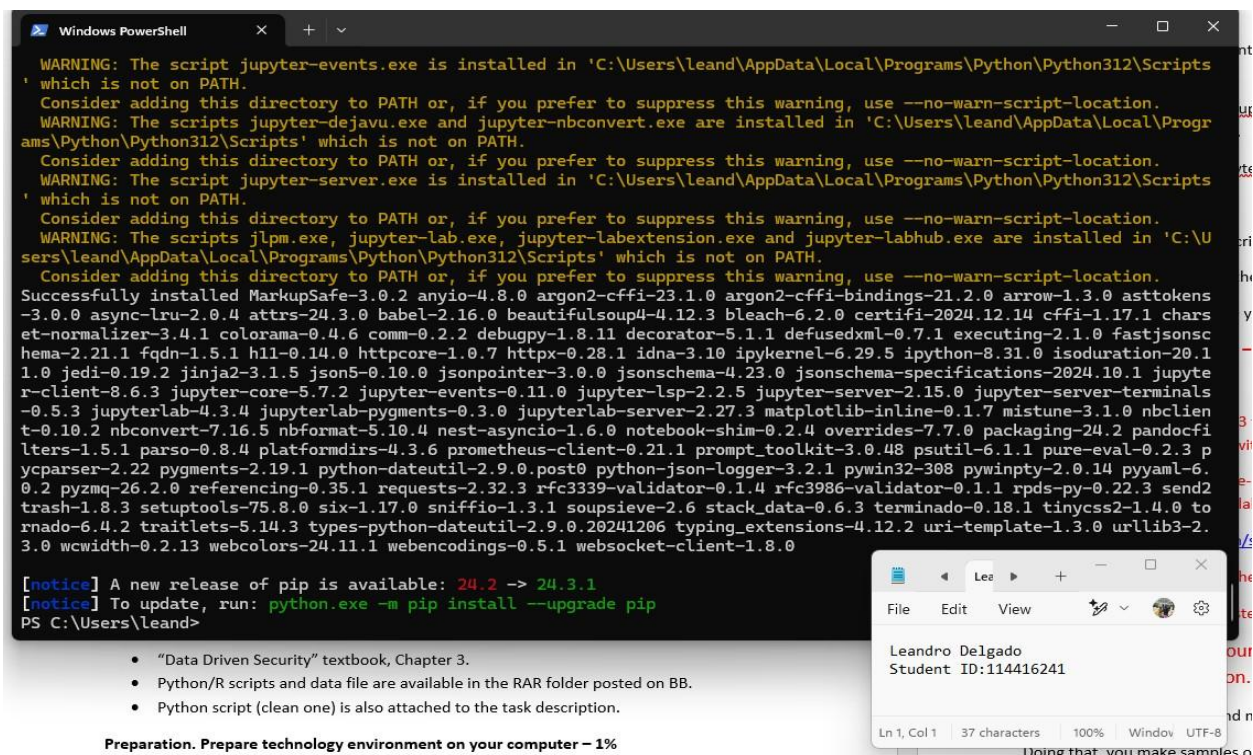 Windows PowerShell
WARNING: The script jupyter-events.exe is installed in 'C:\Users\leand\AppData\Local\Programs\Python\Python312\Scripts
' which is not on PATH.
Consider adding this directory to PATH or, if you prefer to suppress this warning, use --no-warn-script-location.
WARNING: The scripts jupyter-dejavu.exe and jupyter-nbconvert.exe are installed in 'C:\Users\leand\AppData\Local\Progr
ams\Python\Python312\Scripts' which is not on PATH.
Consider adding this directory to PATH or, if you prefer to suppress this warning, use --no-warn-script-location.
WARNING: The script jupyter-server.exe is installed in 'C:\Users\leand\AppData\Local\Programs\Python\Python312\Scripts
' which is not on PATH.
Consider adding this directory to PATH or, if you prefer to suppress this warning, use --no-warn-script-location.
WARNING: The scripts jlpm.exe, jupyter-lab.exe, jupyter-labextension.exe and jupyter-labhub.exe are installed in 'C:\U
sers\leand\AppData\Local\Programs\Python\Python312\Scripts' which is not on PATH.
Consider adding this directory to PATH or, if you prefer to suppress this warning, use --no-warn-script-location.
Successfully installed MarkupSafe-3.0.2 anyio-4.8.0 argon2-cffi-23.1.0 argon2-cffi-bindings-21.2.0 arrow-1.3.0 asttokens
-3.0.0 async-lru-2.0.4 attrs-24.3.0 babel-2.16.0 beautifulsoup4-4.12.3 bleach-6.2.0 certifi-2024.12.14 cffi-1.17.1 chars
et-normalizer-3.4.1 colorama-0.4.6 comm-0.2.2 debugpy-1.8.11 decorator-5.1.1 defusedxml-0.7.1 executing-2.1.0 fastjsonsc
hema-2.21.1 fqdn-1.5.1 h11-0.14.0 httpcore-1.0.7 httpx-0.28.1 idna-3.10 ipykernel-6.29.5 ipython-8.31.0 isoduration-20.1
1.0 jedi-0.19.2 jinja2-3.1.5 json5-0.10.0 jsonpointer-3.0.0 jsonschema-4.23.0 jsonschema-specifications-2024.10.1 jupyte
r-client-8.6.3 jupyter-core-5.7.2 jupyter-events-0.11.0 jupyter-lsp-2.2.5 jupyter-server-2.15.0 jupyter-server-terminals
-0.5.3 jupyterlab-4.3.4 jupyterlab-pygments-0.3.0 jupyterlab-server-2.27.3 matplotlib-inline-0.1.7 mistune-3.1.0 nbclien
t-0.10.2 nbconvert-7.16.5 nbformat-5.10.4 nest-asyncio-1.6.0 notebook-shim-0.2.4 overrides-7.7.0 packaging-24.2 pandocfi
lters-1.5.1 parso-0.8.4 platformdirs-4.3.6 prometheus-client-0.21.1 prompt_toolkit-3.0.48 psutil-6.1.1 pure-eval-0.2.3 p
ycparser-2.22 pygments-2.19.1 python-dateutil-2.9.0.post0 python-json-logger-3.2.1 pywin32-308 pywinpty-2.0.14 pyyaml-6.
0.2 pyzmq-26.2.0 referencing-0.35.1 requests-2.32.3 rfc3339-validator-0.1.4 rfc3986-validator-0.1.1 rpds-py-0.22.3 send2
trash-1.8.3 setuptools-75.8.0 six-1.17.0 sniffio-1.3.1 soupsieve-2.6 stack_data-0.6.3 terminado-0.18.1 tinycss2-1.4.0 to
rnado-6.4.2 traitlets-5.14.3 types-python-dateutil-2.9.0.20241206 typing_extensions-4.12.2 uri-template-1.3.0 urllib3-2.
3.0 wcwidth-0.2.13 webcolors-24.11.1 webencodings-0.5.1 websocket-client-1.8.0
[notice] A new release of pip is available: 24.2 -> 24.3.1
[notice] To update, run: python.exe -m pip install --upgrade pip
PS C:\Users\leand>
Lea
File Edit View
Leandro Delgado
Student ID:114416241
Ln 1, Col 1 37 characters 100% Window UTF-8
• "Data Driven Security" textbook, Chapter 3.
• Python/R scripts and data file are available in the RAR folder posted on BB.
• Python script (clean one) is also attached to the task description.
Preparation. Prepare technology environment on your computer – 1%
Doing that, you make samples o